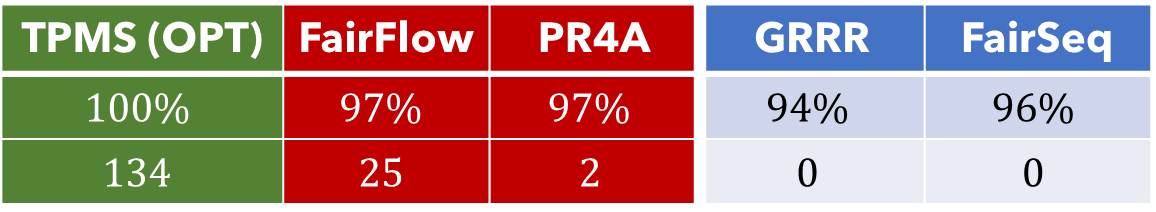 TPMS (OPT) FairFlow PR4A GRRR FairSeq
100% 97% 97% 94% 96%
134 25 2 0 0